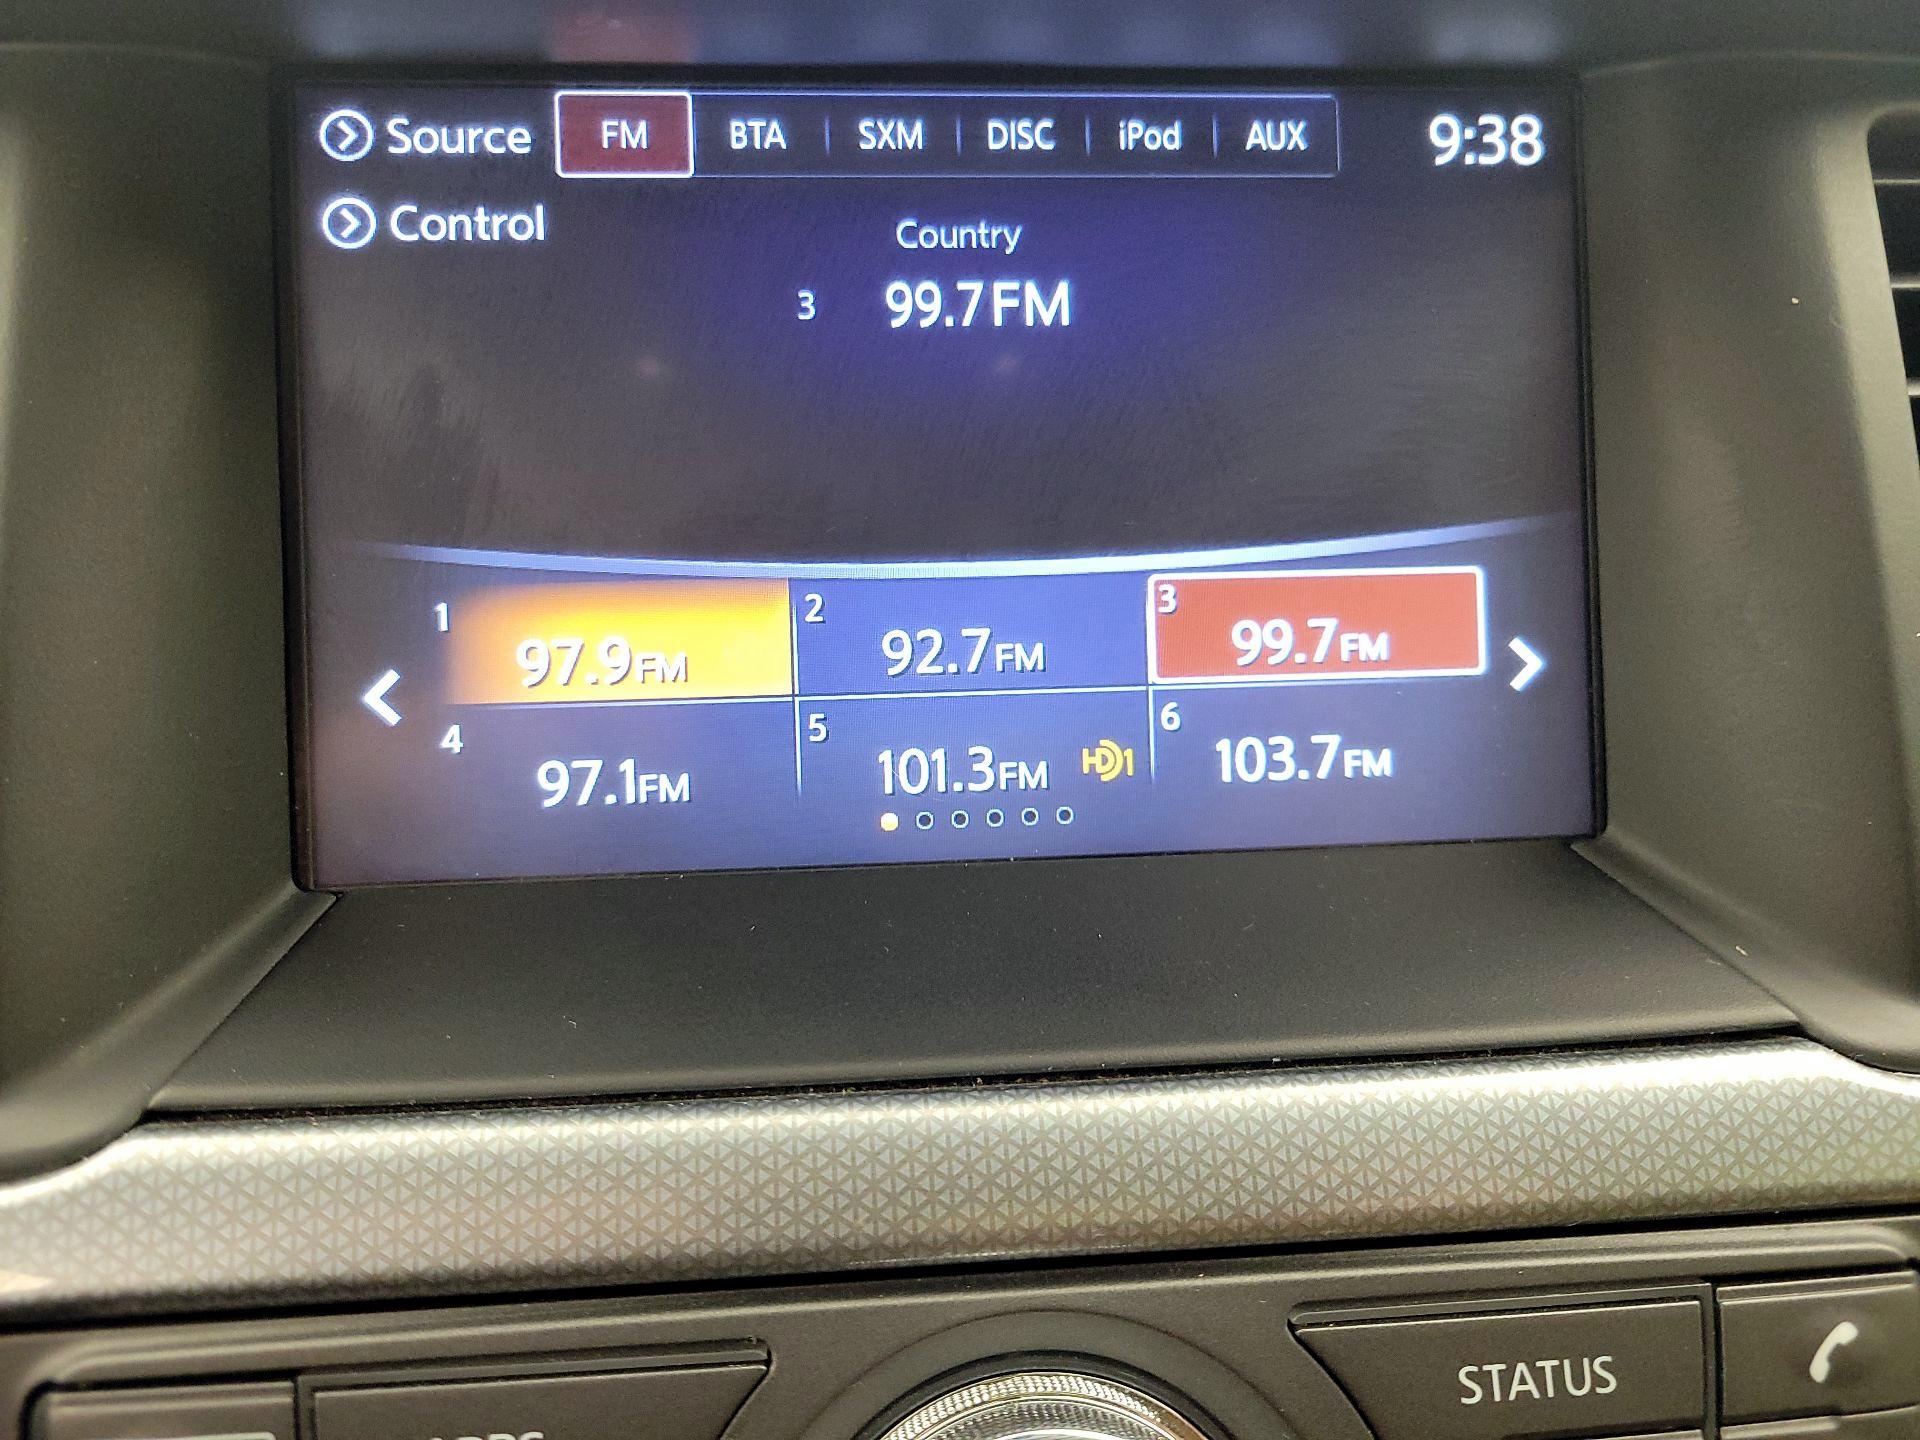 Source FM BTA SXM DISC iPod AUX 9:38
Control
Country
3 99.7FM
1 97.9FM 2 92.7FM 3 99.7FM
4 97.1FM 5 101.3FM HD1 6 103.7FM
STATUS